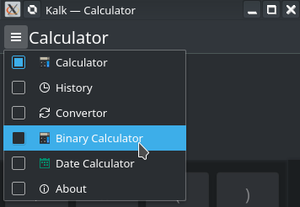 Kalk — Calculator
Calculator
Calculator
History
Convertor
Binary Calculator
Date Calculator
About
)